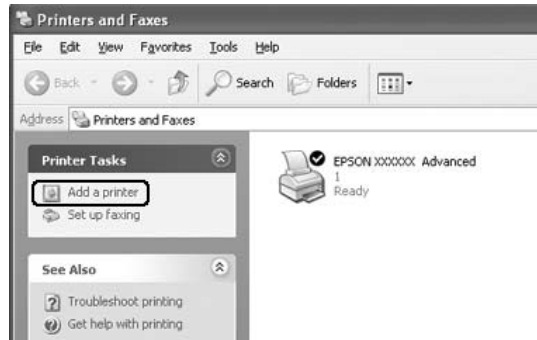 Printers and Faxes
File Edit View Favorites Tools Help
Back Search Folders
Address Printers and Faxes
Printer Tasks
Add a printer
Set up faxing
See Also
Troubleshoot printing
Get help with printing
EPSON XXXXXX Advanced
1
Ready